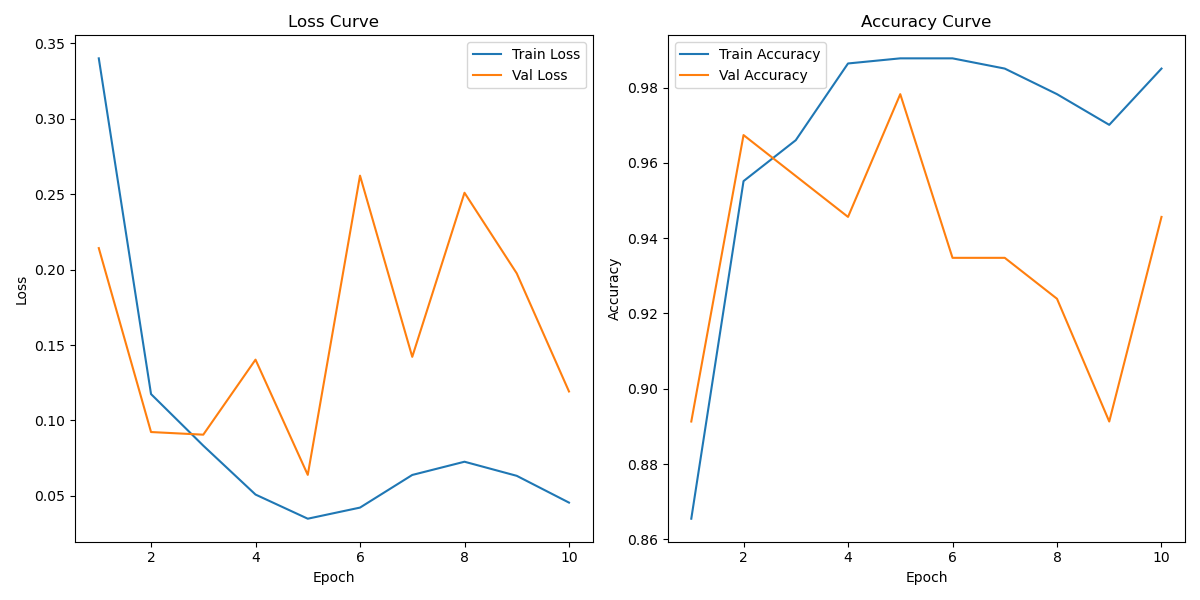 Loss Curve
0.35
0.30
0.25
0.20
0.15
0.10
0.05
Loss
2 4 6 8 10
Epoch
Train Loss
Val Loss
Accuracy Curve
0.98
0.96
0.94
0.92
0.90
0.88
0.86
Accuracy
2 4 6 8 10
Epoch
Train Accuracy
Val Accuracy